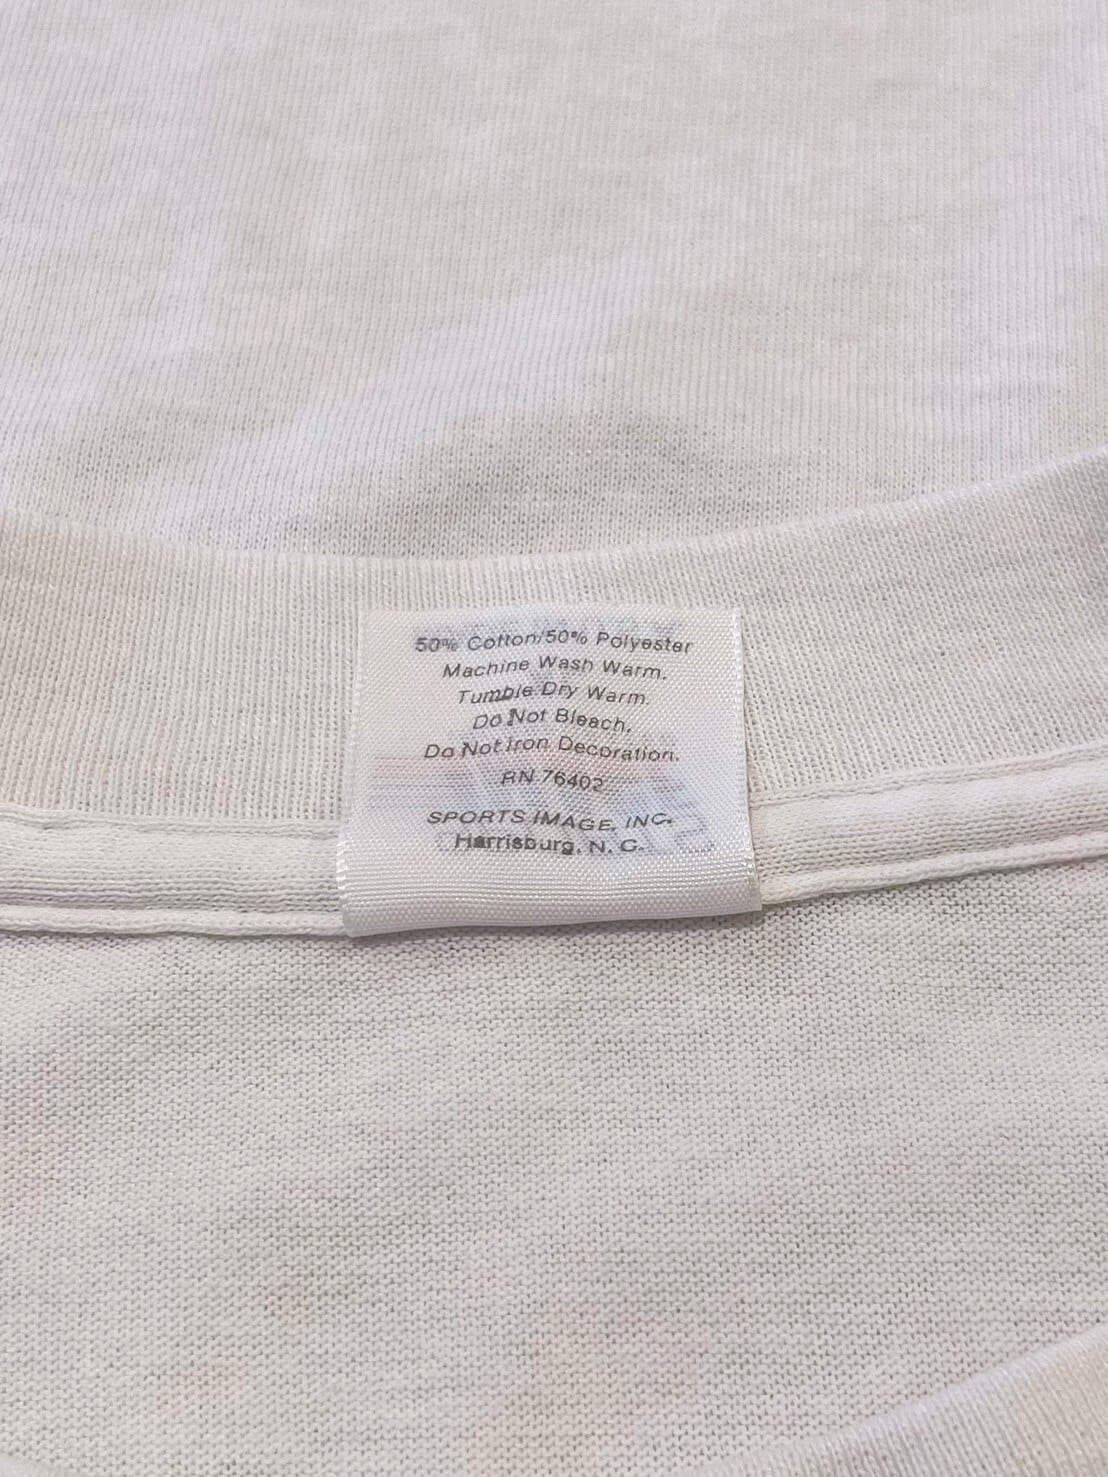 50% Cotton/50% Polyester
Machine Wash Warm.
Tumble Dry Warm.
Do Not Bleach.
Do Not Iron Decoration.
RN 76402
SPORTS IMAGE, INC.
Harrisburg, N. C.